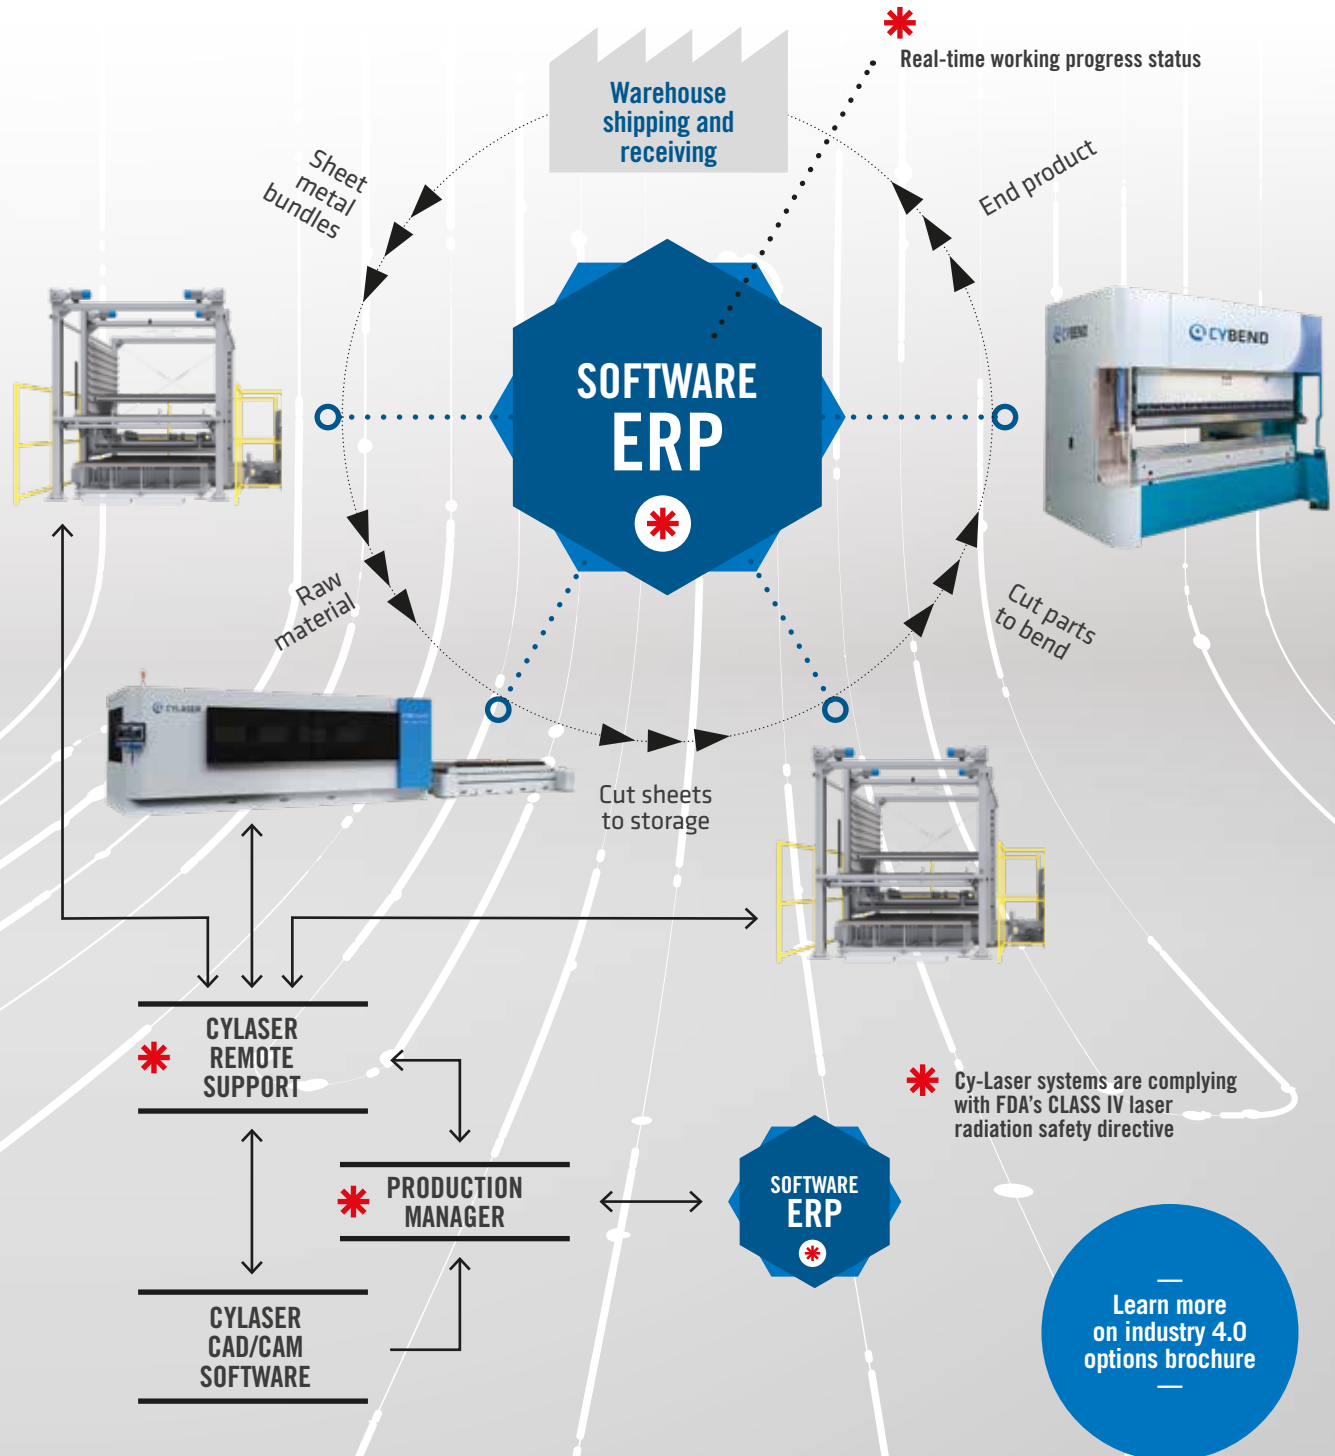 Real-time working progress status
Warehouse
shipping and
receiving
Sheet
metal
bundles
End product
CYBEND
CYBEND
SOFTWARE
ERP
Raw
material
Cut parts
to bend
CYLASER
Cut sheets
to storage
CYLASER
REMOTE
SUPPORT
Cy-Laser systems are complying
with FDA's CLASS IV laser
radiation safety directive
PRODUCTION
MANAGER
SOFTWARE
ERP
CYLASER
CAD/CAM
SOFTWARE
Learn more
on industry 4.0
options brochure